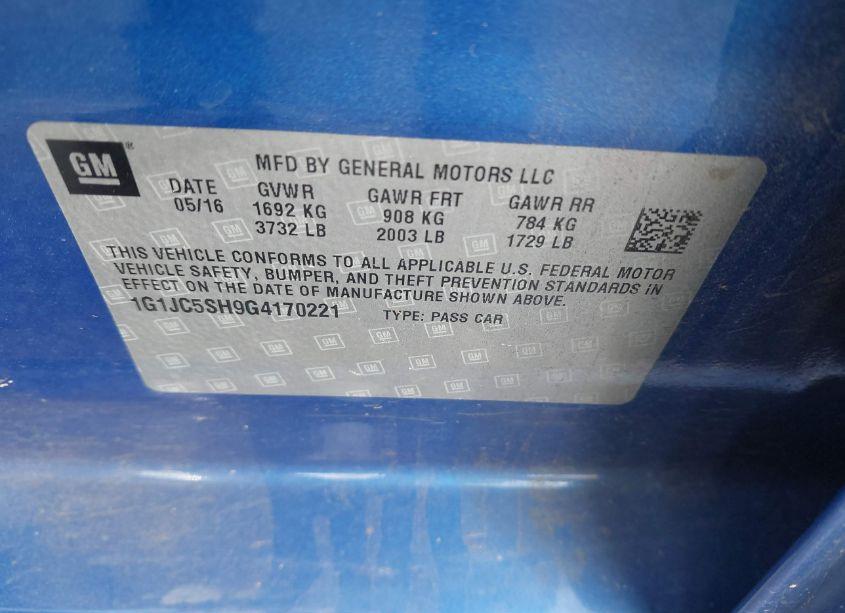 GM
MFD BY GENERAL MOTORS LLC
DATE GVWR GAWR FRT GAWR RR
05/16 1692 KG 908 KG 784 KG
3732 LB 2003 LB 1729 LB
THIS VEHICLE CONFORMS TO ALL APPLICABLE U.S. FEDERAL MOTOR
VEHICLE SAFETY, BUMPER, AND THEFT PREVENTION STANDARDS IN
EFFECT ON THE DATE OF MANUFACTURE SHOWN ABOVE.
1G1JC5SH9G4170221 TYPE: PASS CAR